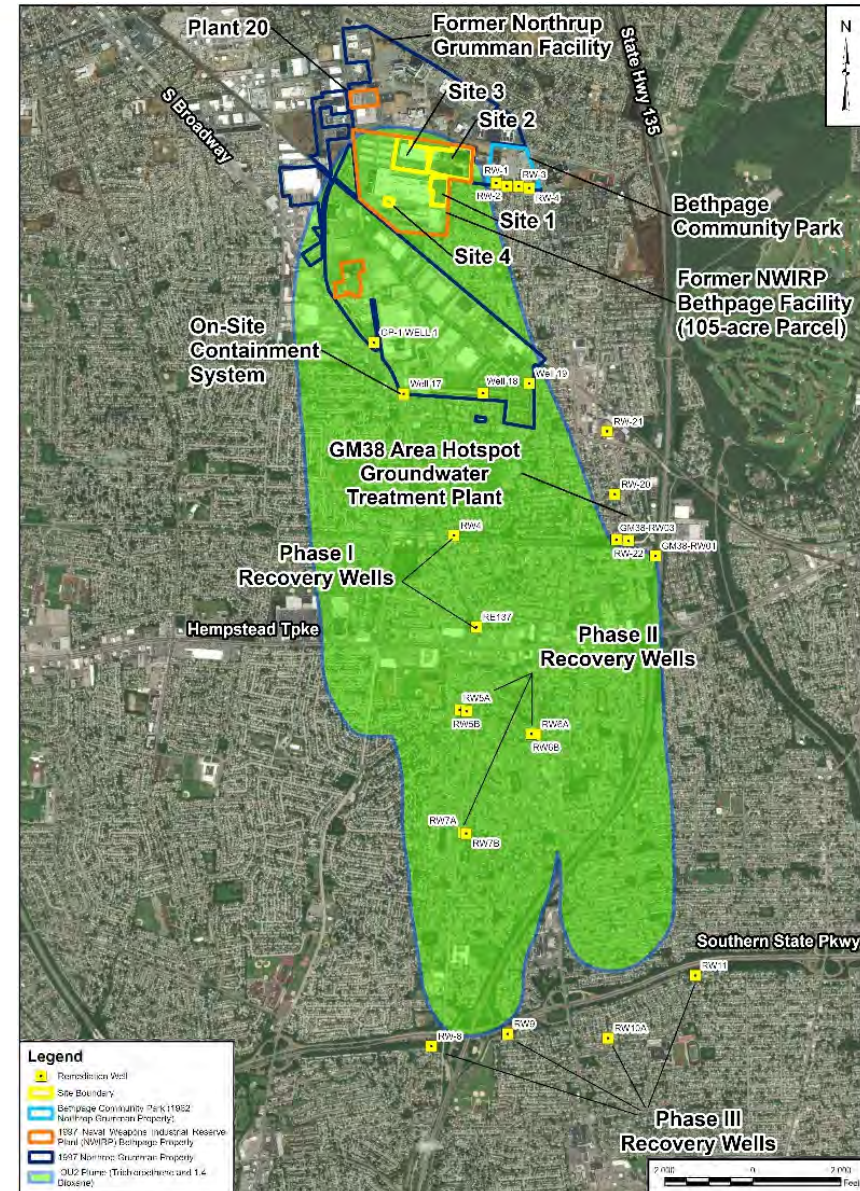 Plant 20
Former Northrup
Grumman Facility
State Hwy 135
N
S Broadway
Site 3
Site 2
RW-1
RW-3
RW-2
RW-4
Site 1
Bethpage
Community Park
Site 4
Former NWIRP
Bethpage Facility
(105-acre Parcel)
On-Site
Containment
System
Well 17
Well 18
Well 19
RW-21
GM38 Area Hotspot
Groundwater
Treatment Plant
RW-20
RW4
GM38-RW03
RW-22
GM38-RW01
Phase I
Recovery Wells
RE137
Hempstead Tpke
Phase II
Recovery Wells
RW5A
RW5B
RW6A
RW6B
RW7A
RW7B
Southern State Pkwy
RW11
RW-8
RW9
RW10A
Phase III
Recovery Wells
Legend
Remediation Well
Site Boundary
Bethpage Community Park (1962
Northrop Grumman Property)
1997 Naval Weapons Industrial Reserve
Plant (NWIRP) Bethpage Property
1997 Northrop Grumman Property
OU2 Plume (Trichloroethene and 1,4
Dioxane)
2,000 0 2,000
Feet